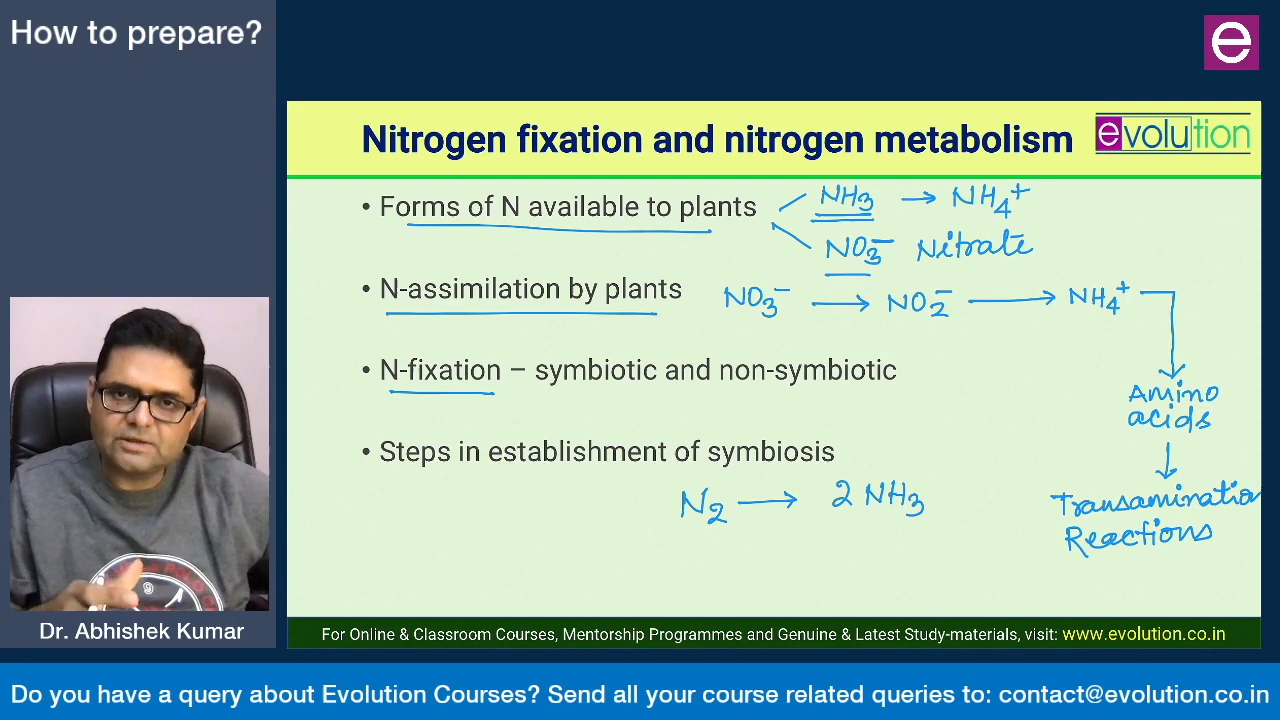 How to prepare?
e
Nitrogen fixation and nitrogen metabolism
evolution
• Forms of N available to plants
NH3 → NH4+
NO3− Nitrate
• N-assimilation by plants
NO3− → NO2− → NH4+
• N-fixation – symbiotic and non-symbiotic
Amino
acids
• Steps in establishment of symbiosis
N2 → 2 NH3
Transamination
Reactions
Dr. Abhishek Kumar
For Online & Classroom Courses, Mentorship Programmes and Genuine & Latest Study-materials, visit: www.evolution.co.in
Do you have a query about Evolution Courses? Send all your course related queries to: contact@evolution.co.in